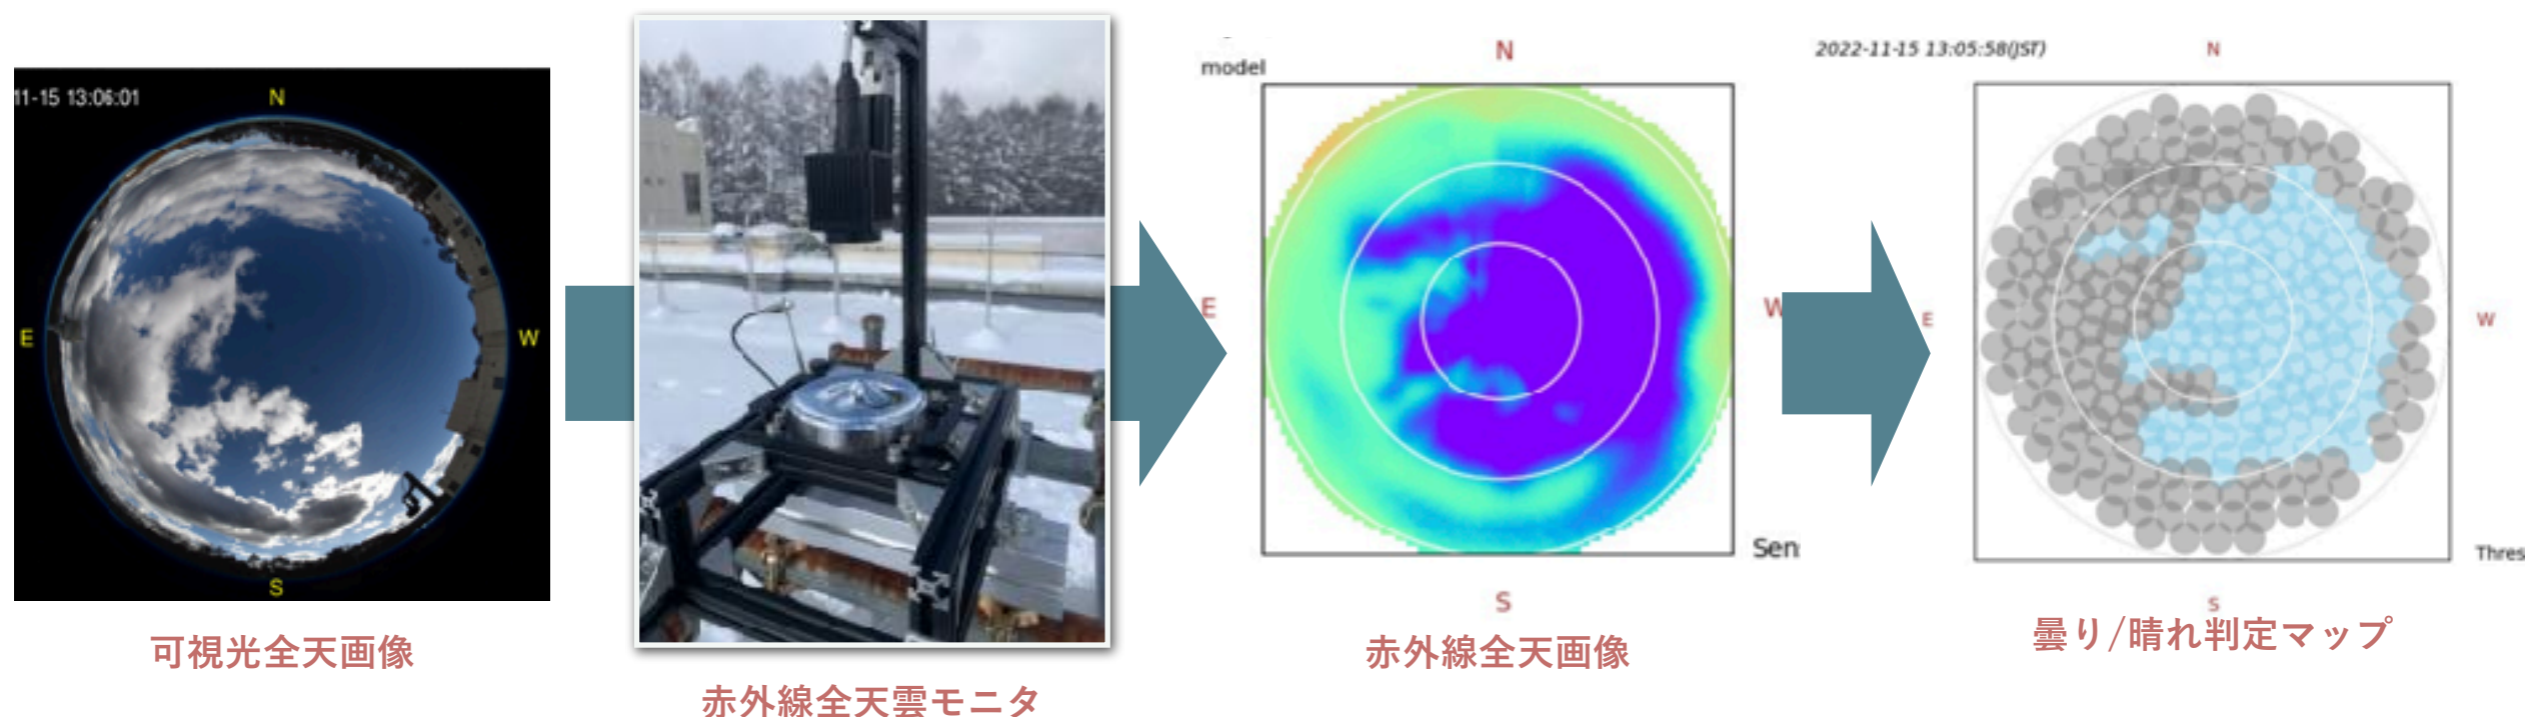 11-15 13:06:01
N
E
W
S
可視光全天画像
赤外線全天雲モニタ
model
N
E
W
S
Sen
赤外線全天画像
2022-11-15 13:05:58(JST)
N
E
W
S
Thres
曇り/晴れ判定マップ